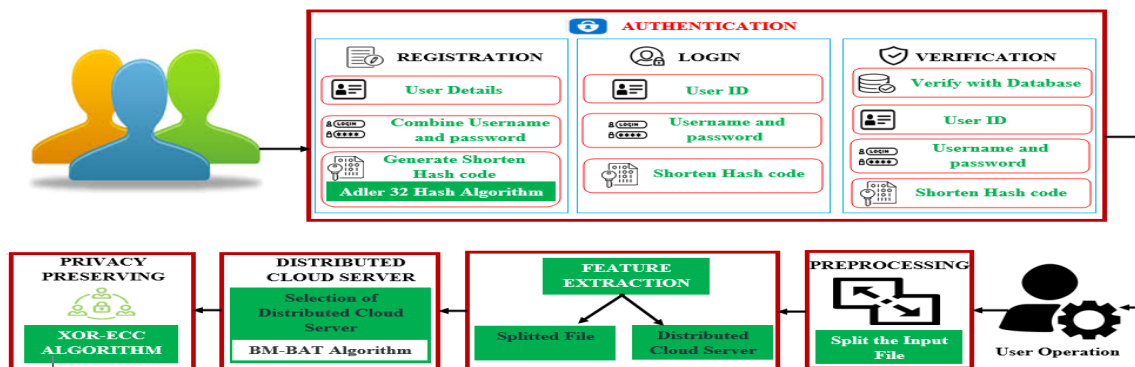 AUTHENTICATION
REGISTRATION
User Details
Combine Username
and password
Generate Shorten
Hash code
Adler 32 Hash Algorithm
LOGIN
User ID
LOGIN
Username and
password
Shorten Hash code
VERIFICATION
Verify with Database
User ID
LOGIN
Username and
password
Shorten Hash code
User Operation
PREPROCESSING
Split the Input
File
FEATURE
EXTRACTION
Splitted File
Distributed
Cloud Server
DISTRIBUTED
CLOUD SERVER
Selection of
Distributed Cloud
Server
BM-BAT Algorithm
PRIVACY
PRESERVING
XOR-ECC
ALGORITHM